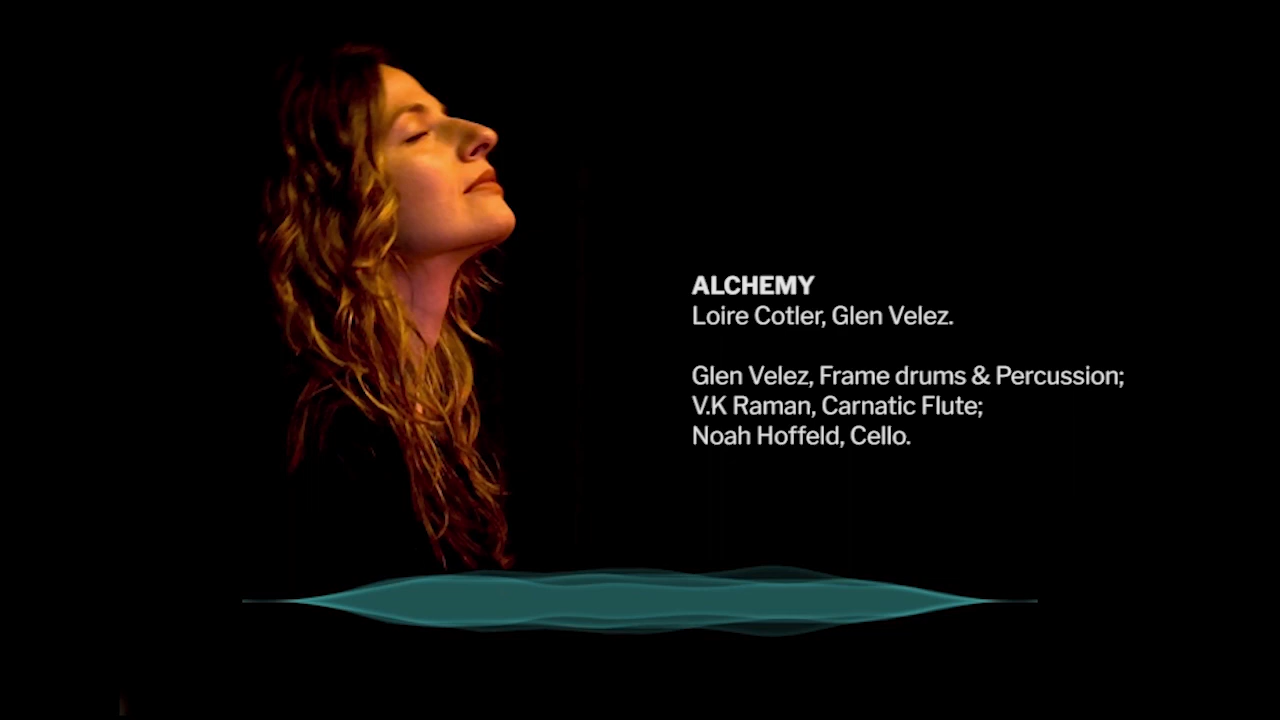 ALCHEMY
Loire Cotler, Glen Velez.
Glen Velez, Frame drums & Percussion;
V.K Raman, Carnatic Flute;
Noah Hoffeld, Cello.